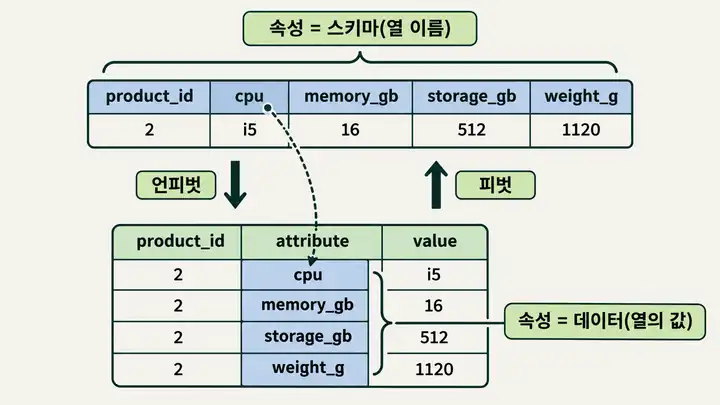 속성 = 스키마(열 이름)
product_id cpu memory_gb storage_gb weight_g
2 i5 16 512 1120
언피벗 피벗
product_id attribute value
2 cpu i5
2 memory_gb 16
2 storage_gb 512
2 weight_g 1120
속성 = 데이터(열의 값)